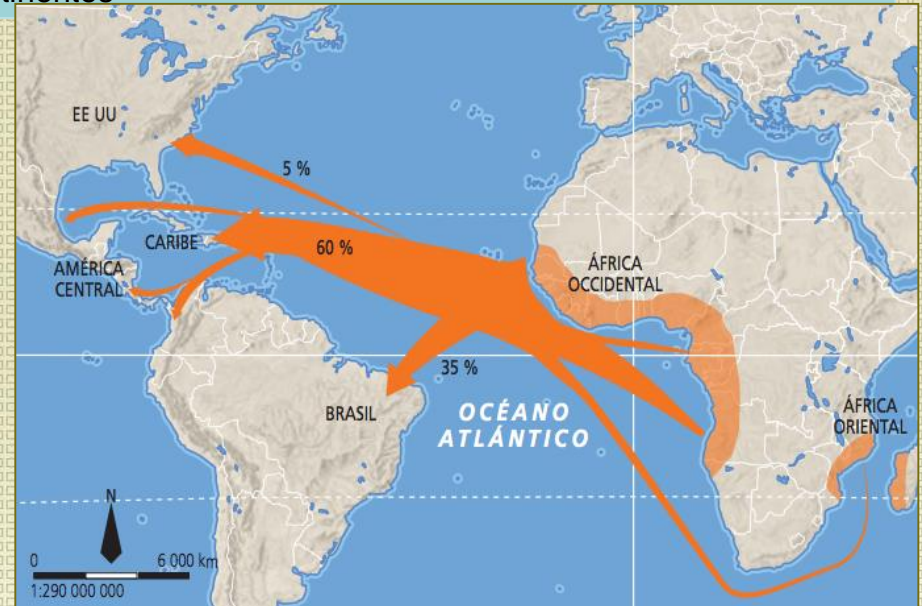 EE UU
5 %
CARIBE
60 %
AMÉRICA
CENTRAL
ÁFRICA
OCCIDENTAL
35 %
BRASIL
OCÉANO
ATLÁNTICO
ÁFRICA
ORIENTAL
N
0 6 000 km
1:290 000 000